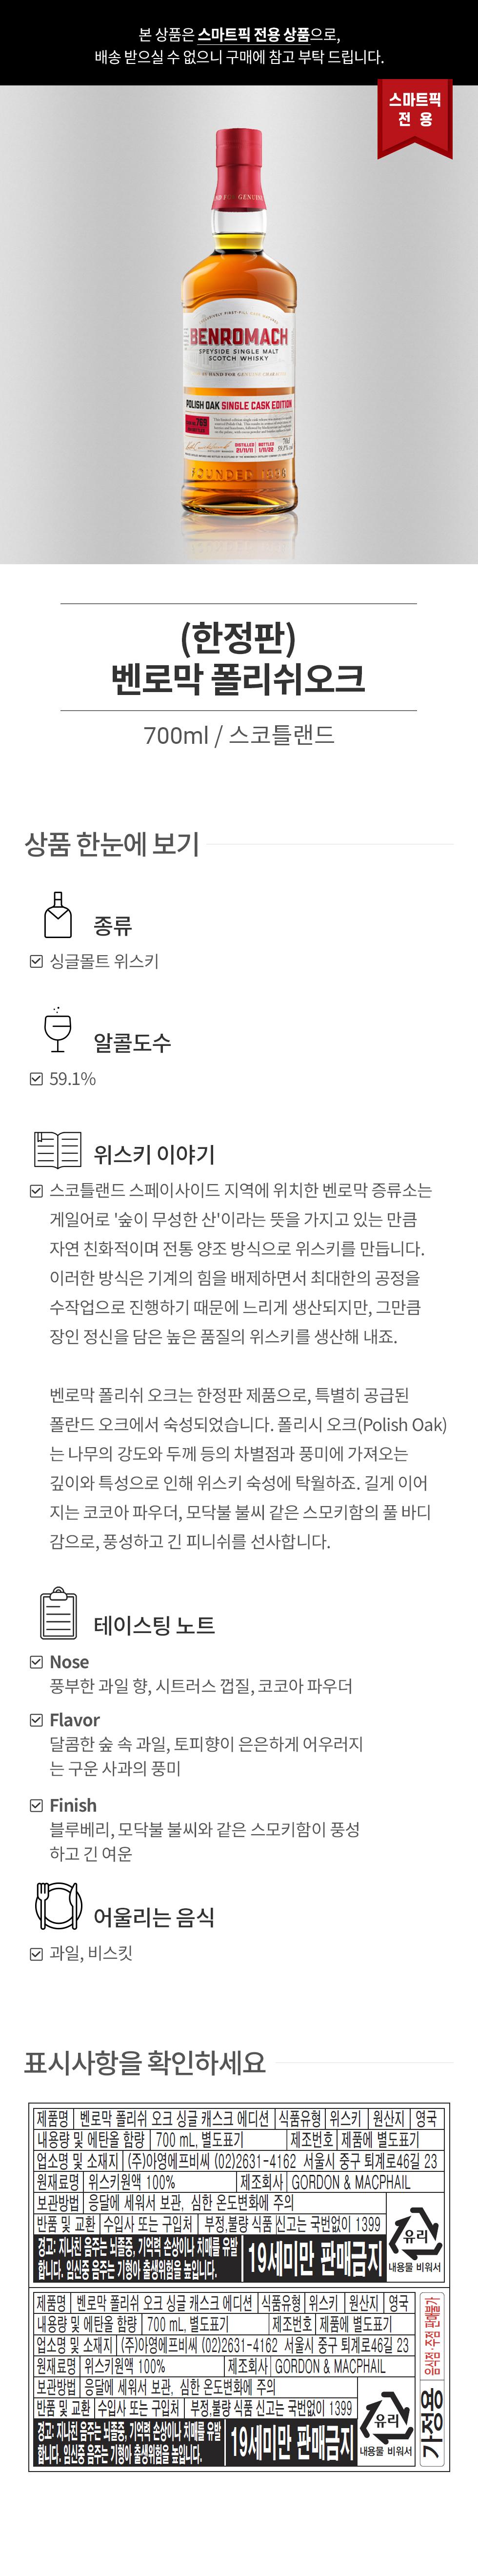 본 상품은 스마트픽 전용 상품으로,
배송 받으실 수 없으니 구매에 참고 부탁 드립니다.
스마트픽
전 용
BENROMACH
SPEYSIDE SINGLE MALT
SCOTCH WHISKY
POLISH OAK SINGLE CASK EDITION
DISTILLED BOTTLED
FOUNDED 1898
(한정판)
벤로막 폴리쉬오크
700ml / 스코틀랜드
상품 한눈에 보기
종류
싱글몰트 위스키
알콜도수
59.1%
위스키 이야기
스코틀랜드 스페이사이드 지역에 위치한 벤로막 증류소는
게일어로 '숲이 무성한 산'이라는 뜻을 가지고 있는 만큼
자연 친화적이며 전통 양조 방식으로 위스키를 만듭니다.
이러한 방식은 기계의 힘을 배제하면서 최대한의 공정을
수작업으로 진행하기 때문에 느리게 생산되지만, 그만큼
장인 정신을 담은 높은 품질의 위스키를 생산해 내죠.
벤로막 폴리쉬 오크는 한정판 제품으로, 특별히 공급된
폴란드 오크에서 숙성되었습니다. 폴리시 오크(Polish Oak)
는 나무의 강도와 두께 등의 차별점과 풍미에 가져오는
깊이와 특성으로 인해 위스키 숙성에 탁월하죠. 길게 이어
지는 코코아 파우더, 모닥불 불씨 같은 스모키함의 풀 바디
감으로, 풍성하고 긴 피니쉬를 선사합니다.
테이스팅 노트
Nose
풍부한 과일 향, 시트러스 껍질, 코코아 파우더
Flavor
달콤한 숲 속 과일, 토피향이 은은하게 어우러지
는 구운 사과의 풍미
Finish
블루베리, 모닥불 불씨와 같은 스모키함이 풍성
하고 긴 여운
어울리는 음식
과일, 비스킷
표시사항을 확인하세요
제품명 벤로막 폴리쉬 오크 싱글 캐스크 에디션 식품유형 위스키 원산지 영국
내용량 및 에탄올 함량 700 mL, 별도표기 제조번호 제품에 별도표기
업소명 및 소재지 (주)아영에프비씨 (02)2631-4162 서울시 중구 퇴계로46길 23
원재료명 위스키원액 100% 제조회사 GORDON & MACPHAIL
보관방법 응달에 세워서 보관, 심한 온도변화에 주의
반품 및 교환 수입사 또는 구입처 부정,불량 식품 신고는 국번없이 1399
경고: 지나친 음주는 뇌졸중, 기억력 손상이나 치매를 유발
합니다. 임신중 음주는 기형아 출생위험을 높입니다.
19세미만 판매금지
유리
내용물 비워서
제품명 벤로막 폴리쉬 오크 싱글 캐스크 에디션 식품유형 위스키 원산지 영국
내용량 및 에탄올 함량 700 mL, 별도표기 제조번호 제품에 별도표기
업소명 및 소재지 (주)아영에프비씨 (02)2631-4162 서울시 중구 퇴계로46길 23
원재료명 위스키원액 100% 제조회사 GORDON & MACPHAIL
보관방법 응달에 세워서 보관, 심한 온도변화에 주의
반품 및 교환 수입사 또는 구입처 부정,불량 식품 신고는 국번없이 1399
경고: 지나친 음주는 뇌졸중, 기억력 손상이나 치매를 유발
합니다. 임신중 음주는 기형아 출생위험을 높입니다.
19세미만 판매금지
유리
내용물 비워서
가정용
음식점·주점 판매불가